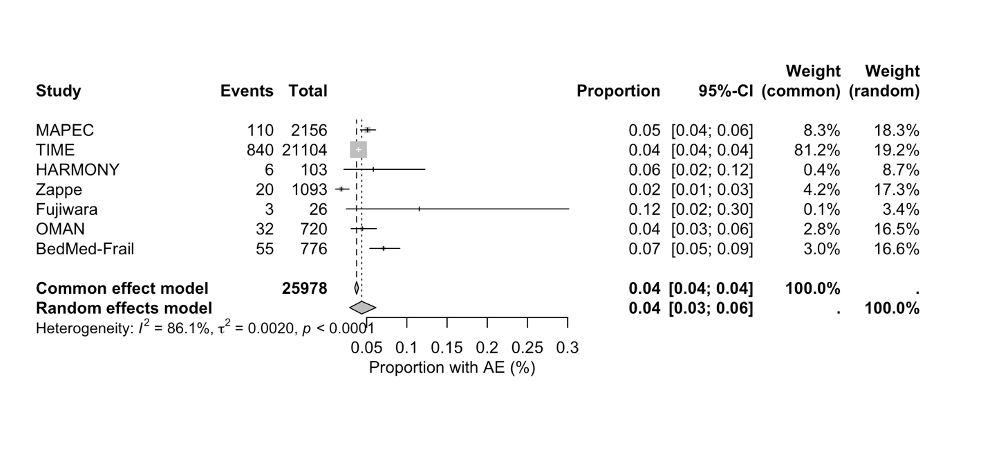 Weight Weight
Study Events Total Proportion 95%-CI (common) (random)
MAPEC 110 2156 0.05 [0.04; 0.06] 8.3% 18.3%
TIME 840 21104 0.04 [0.04; 0.04] 81.2% 19.2%
HARMONY 6 103 0.06 [0.02; 0.12] 0.4% 8.7%
Zappe 20 1093 0.02 [0.01; 0.03] 4.2% 17.3%
Fujiwara 3 26 0.12 [0.02; 0.30] 0.1% 3.4%
OMAN 32 720 0.04 [0.03; 0.06] 2.8% 16.5%
BedMed-Frail 55 776 0.07 [0.05; 0.09] 3.0% 16.6%
Common effect model 25978 0.04 [0.04; 0.04] 100.0% .
Random effects model 0.04 [0.03; 0.06] . 100.0%
Heterogeneity: I² = 86.1%, τ² = 0.0020, p < 0.0001
0.05 0.1 0.15 0.2 0.25 0.3
Proportion with AE (%)